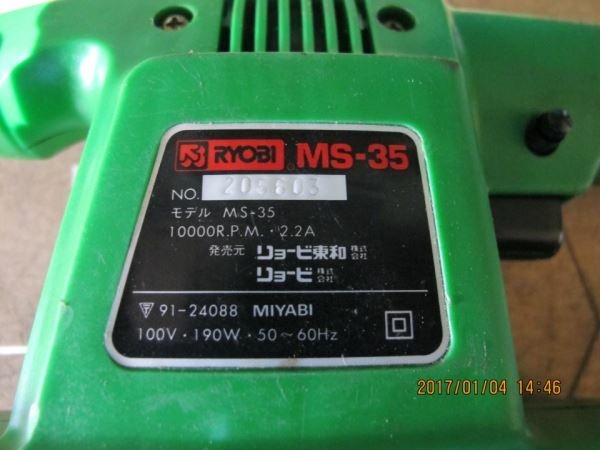 RYOBI MS-35
NO. 205603
モデル MS-35
10000R.P.M.・2.2A
発売元 リョービ東和株式会社
リョービ株式会社
〒 91-24088 MIYABI
100V・190W・50～60Hz
2017/01/04 14:46